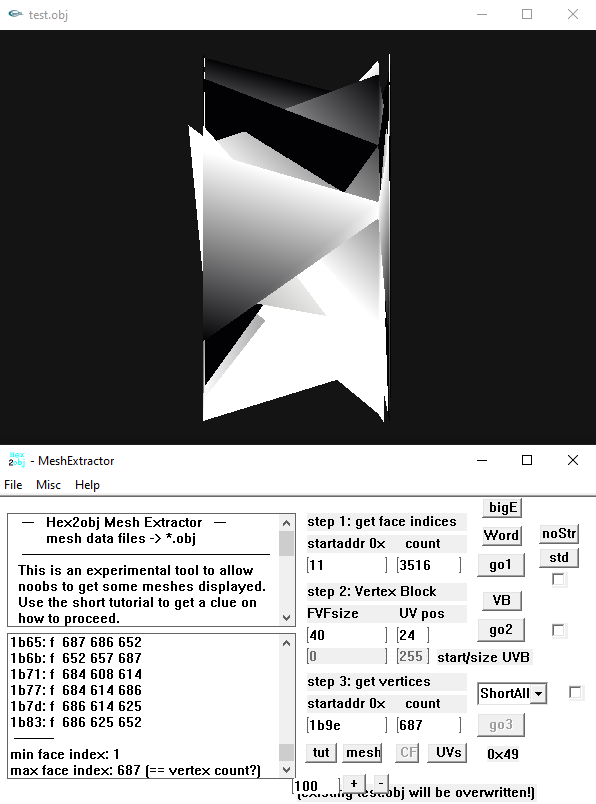 test.obj
Hex 2obj - MeshExtractor
File Misc Help
— Hex2obj Mesh Extractor —
mesh data files -> *.obj
This is an experimental tool to allow
noobs to get some meshes displayed.
Use the short tutorial to get a clue on
how to proceed.
1b65: f 687 686 652
1b6b: f 652 657 687
1b71: f 684 608 614
1b77: f 684 614 686
1b7d: f 686 614 625
1b83: f 686 625 652
min face index: 1
max face index: 687 (== vertex count?)
step 1: get face indices
startaddr 0x count
11 3516
step 2: Vertex Block
FVFsize UV pos
40 24
0 255 start/size UVB
step 3: get vertices
startaddr 0x count
1b9e 687
tut mesh CF UVs
100 + -
(existing test.obj will be overwritten!)
bigE
Word noStr
go1 std
VB
go2
ShortAll
go3
0x49